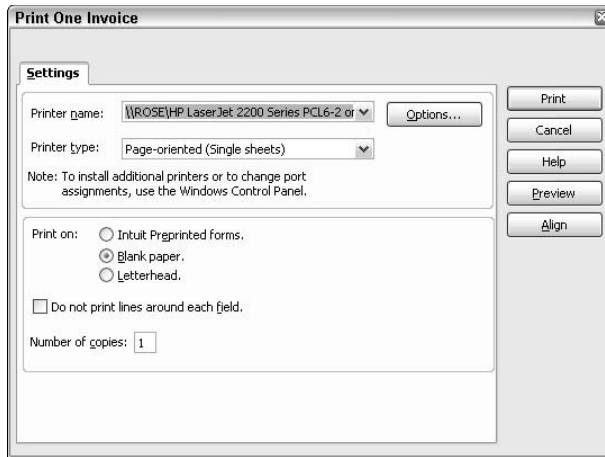 Print One Invoice
Settings
Printer name: \\ROSE\HP LaserJet 2200 Series PCL6-2 or
Options...
Printer type: Page-oriented (Single sheets)
Note: To install additional printers or to change port
assignments, use the Windows Control Panel.
Print on: Intuit Preprinted forms.
Blank paper.
Letterhead.
Do not print lines around each field.
Number of copies: 1
Print
Cancel
Help
Preview
Align